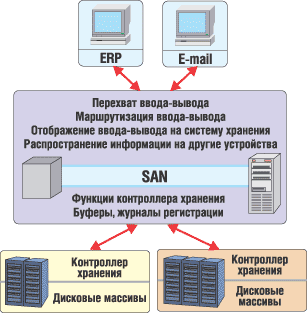 ERP
E-mail
Перехват ввода-вывода
Маршрутизация ввода-вывода
Отображение ввода-вывода на систему хранения
Распространение информации на другие устройства
SAN
Функции контроллера хранения
Буферы, журналы регистрации
Контроллер
хранения
Дисковые массивы
Контроллер
хранения
Дисковые
массивы